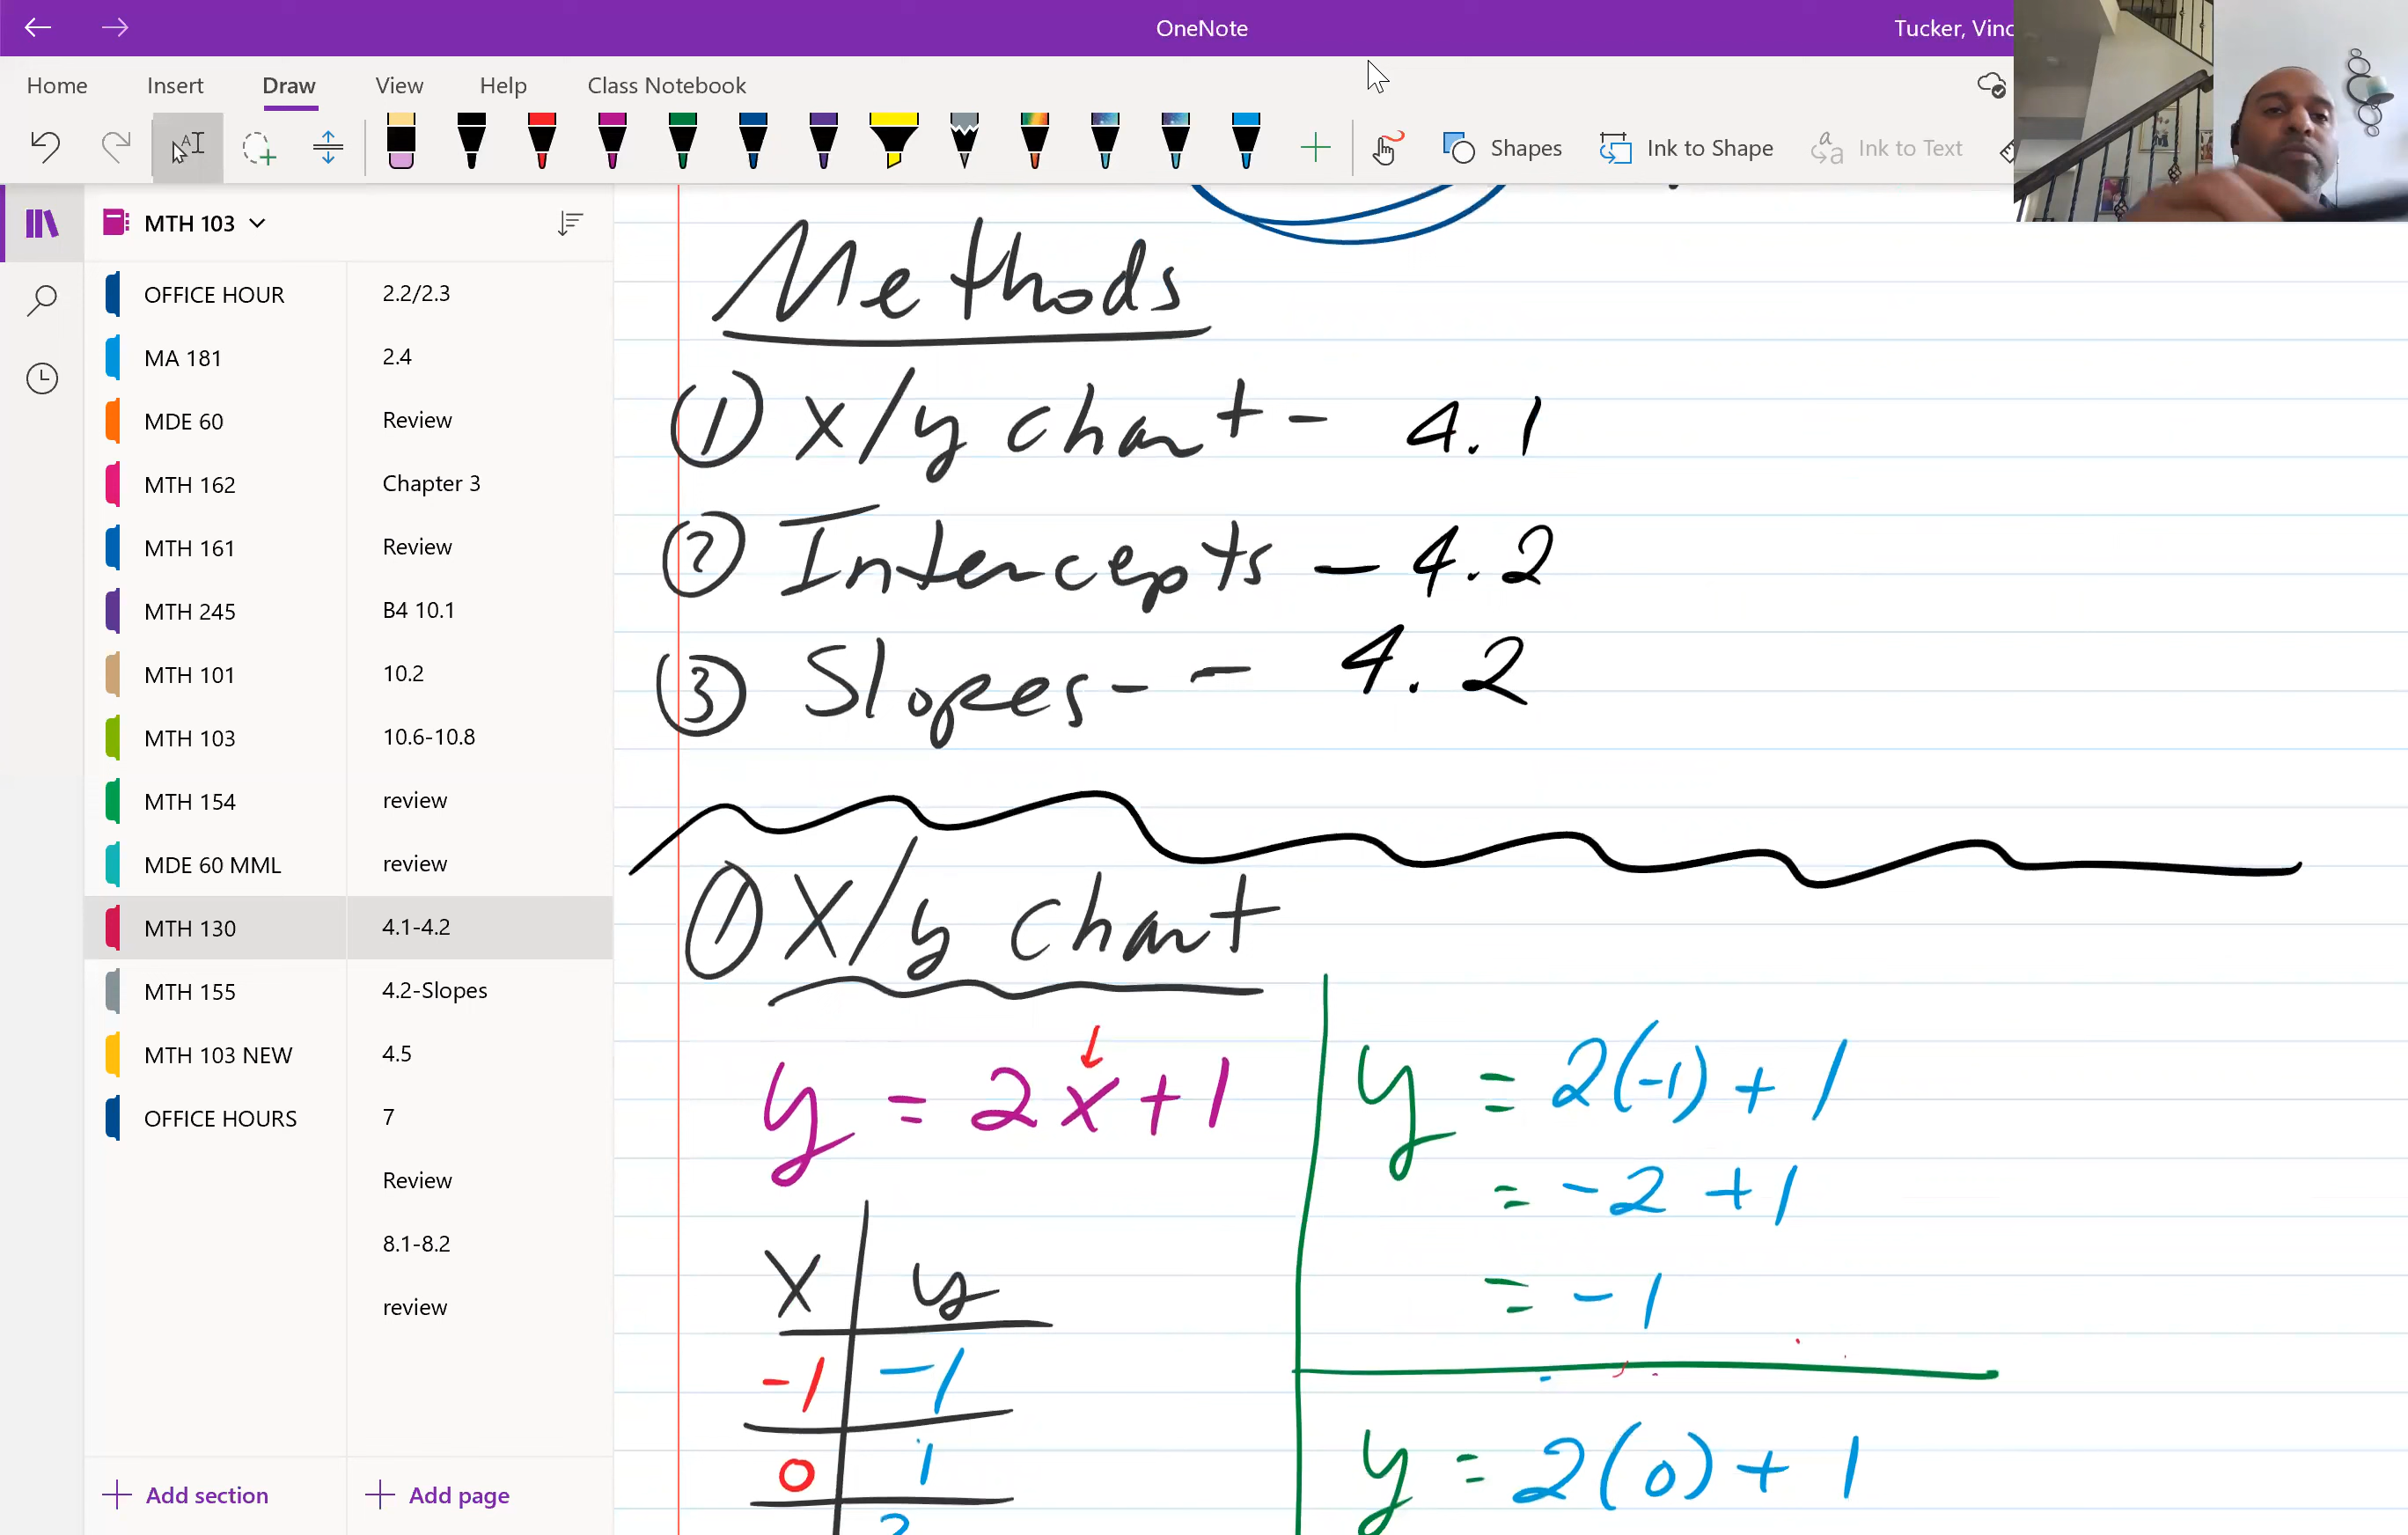 OneNote
Tucker, Vinc
Home Insert Draw View Help Class Notebook
Shapes Ink to Shape Ink to Text
MTH 103
OFFICE HOUR
MA 181
MDE 60
MTH 162
MTH 161
MTH 245
MTH 101
MTH 103
MTH 154
MDE 60 MML
MTH 130
MTH 155
MTH 103 NEW
OFFICE HOURS
Add section
2.2/2.3
2.4
Review
Chapter 3
Review
B4 10.1
10.2
10.6-10.8
review
review
4.1-4.2
4.2-Slopes
4.5
7
Review
8.1-8.2
review
Add page
Methods
① x/y chart - 4.1
② Intercepts - 4.2
③ Slopes - - 4.2
① X/y chart
y = 2x + 1
x y
-1 -1
0 1
y = 2(-1) + 1
= -2 + 1
= -1
y = 2(0) + 1